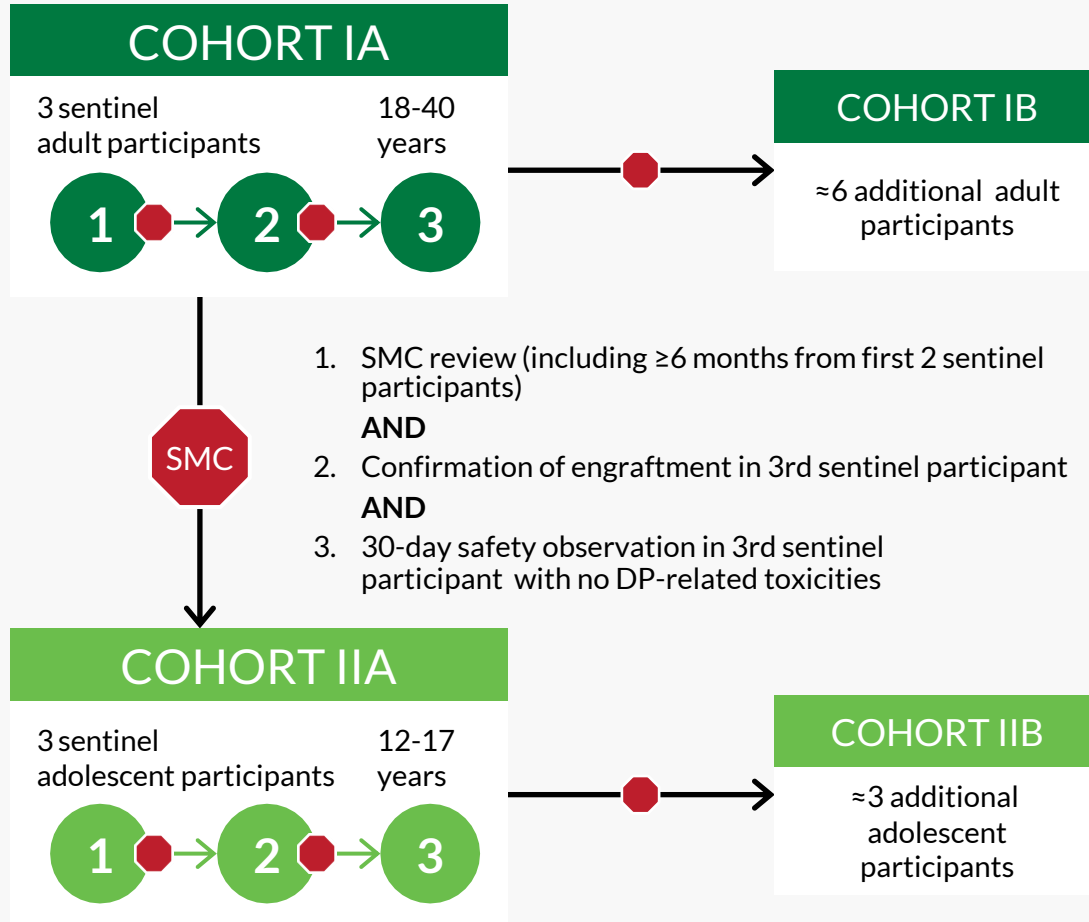 COHORT IA
3 sentinel
adult participants
18-40
years
1
2
3
COHORT IB
≈6 additional adult
participants
SMC
1. SMC review (including ≥6 months from first 2 sentinel
participants)
AND
2. Confirmation of engraftment in 3rd sentinel participant
AND
3. 30-day safety observation in 3rd sentinel
participant with no DP-related toxicities
COHORT IIA
3 sentinel
adolescent participants
12-17
years
1
2
3
COHORT IIB
≈3 additional
adolescent
participants